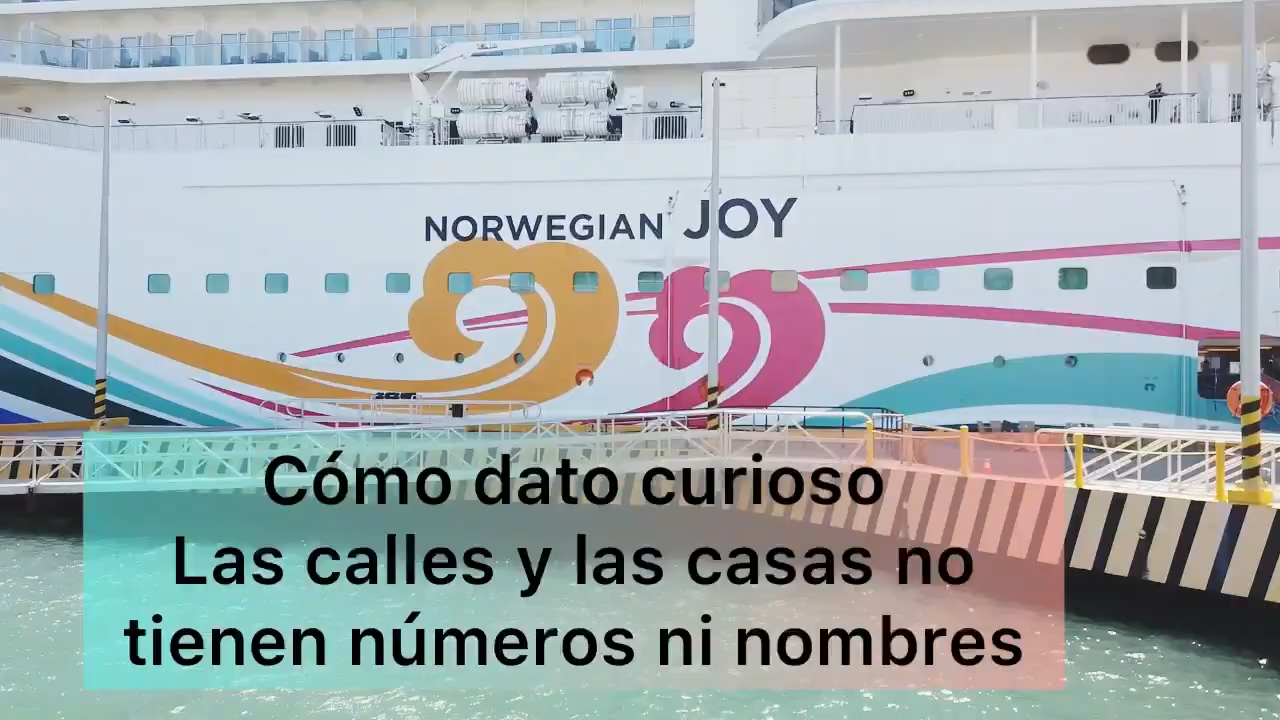 NORWEGIAN JOY
Cómo dato curioso
Las calles y las casas no
tienen números ni nombres